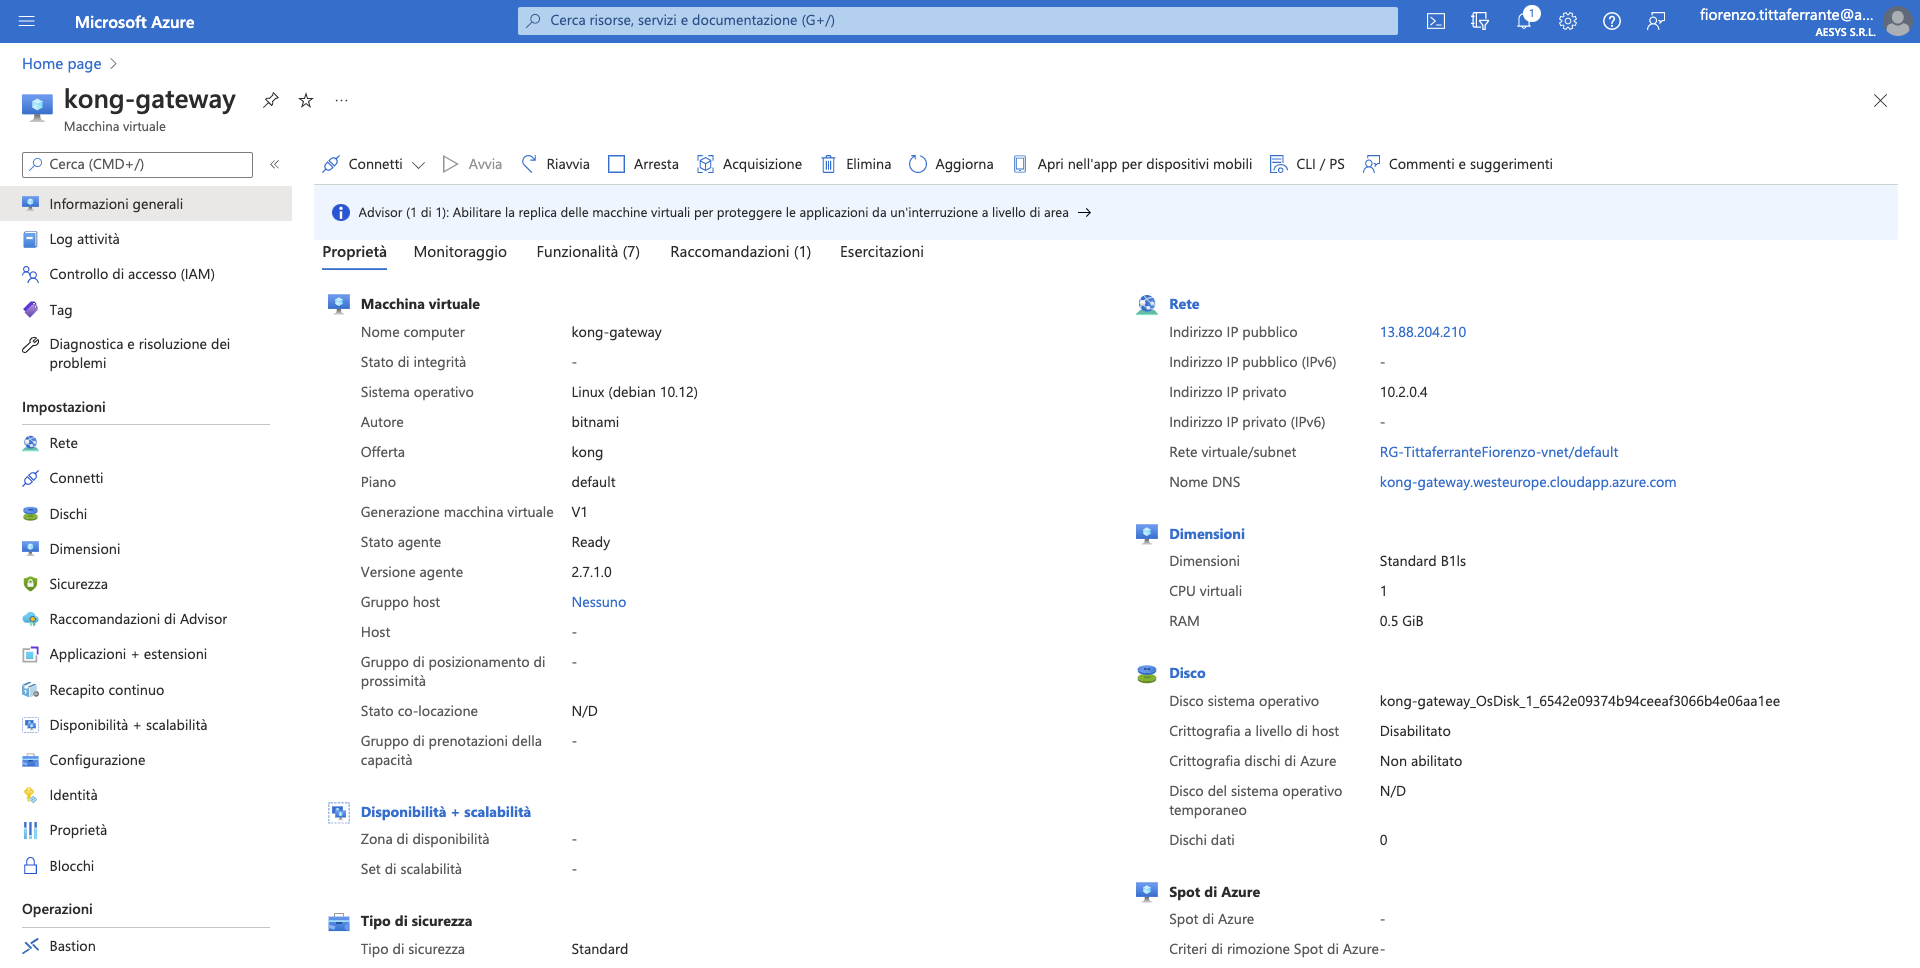 Microsoft Azure
Cerca risorse, servizi e documentazione (G+/)
1
fiorenzo.tittaferrante@a...
AESYS S.R.L.
Home page
kong-gateway
Macchina virtuale
Cerca (CMD+/)
Connetti
Avvia
Riavvia
Arresta
Acquisizione
Elimina
Aggiorna
Apri nell'app per dispositivi mobili
CLI / PS
Commenti e suggerimenti
Informazioni generali
Log attività
Controllo di accesso (IAM)
Tag
Diagnostica e risoluzione dei
problemi
Impostazioni
Rete
Connetti
Dischi
Dimensioni
Sicurezza
Raccomandazioni di Advisor
Applicazioni + estensioni
Recapito continuo
Disponibilità + scalabilità
Configurazione
Identità
Proprietà
Blocchi
Operazioni
Bastion
Advisor (1 di 1): Abilitare la replica delle macchine virtuali per proteggere le applicazioni da un'interruzione a livello di area →
Proprietà
Monitoraggio
Funzionalità (7)
Raccomandazioni (1)
Esercitazioni
Macchina virtuale
Nome computer kong-gateway
Stato di integrità -
Sistema operativo Linux (debian 10.12)
Autore bitnami
Offerta kong
Piano default
Generazione macchina virtuale V1
Stato agente Ready
Versione agente 2.7.1.0
Gruppo host Nessuno
Host -
Gruppo di posizionamento di -
prossimità
Stato co-locazione N/D
Gruppo di prenotazioni della -
capacità
Disponibilità + scalabilità
Zona di disponibilità -
Set di scalabilità -
Tipo di sicurezza
Tipo di sicurezza Standard
Rete
Indirizzo IP pubblico 13.88.204.210
Indirizzo IP pubblico (IPv6) -
Indirizzo IP privato 10.2.0.4
Indirizzo IP privato (IPv6) -
Rete virtuale/subnet RG-TittaferranteFiorenzo-vnet/default
Nome DNS kong-gateway.westeurope.cloudapp.azure.com
Dimensioni
Dimensioni Standard B1ls
CPU virtuali 1
RAM 0.5 GiB
Disco
Disco sistema operativo kong-gateway_OsDisk_1_6542e09374b94ceeaf3066b4e06aa1ee
Crittografia a livello di host Disabilitato
Crittografia dischi di Azure Non abilitato
Disco del sistema operativo N/D
temporaneo
Dischi dati 0
Spot di Azure
Spot di Azure -
Criteri di rimozione Spot di Azure-